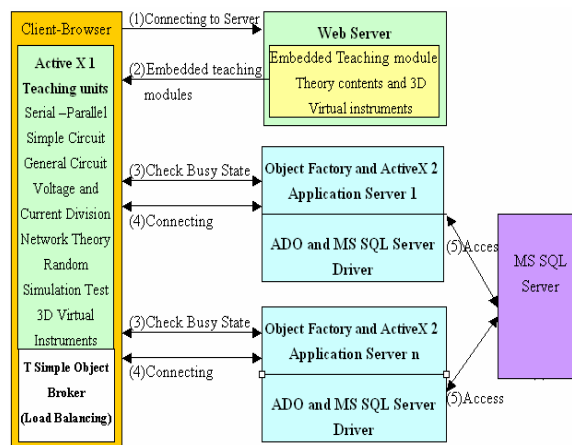 Client-Browser
Active X 1
Teaching units
Serial –Parallel
Simple Circuit
General Circuit
Voltage and
Current Division
Network Theory
Random
Simulation Test
3D Virtual
Instruments
T Simple Object
Broker
(Load Balancing)
(1)Connecting to Server
(2)Embedded teaching
modules
Web Server
Embedded Teaching module
Theory contents and 3D
Virtual instruments
(3)Check Busy State
(4)Connecting
Object Factory and ActiveX 2
Application Server 1
ADO and MS SQL Server
Driver
(5)Acces
MS SQL
Server
(3)Check Busy State
(4)Connecting
Object Factory and ActiveX 2
Application Server n
ADO and MS SQL Server
Driver
(5)Access